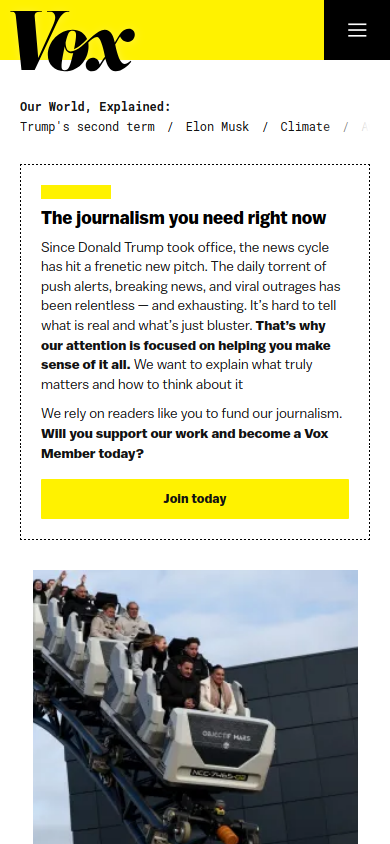 Vox
Our World, Explained:
Trump's second term / Elon Musk / Climate /
The journalism you need right now
Since Donald Trump took office, the news cycle
has hit a frenetic new pitch. The daily torrent of
push alerts, breaking news, and viral outrages has
been relentless — and exhausting. It's hard to tell
what is real and what's just bluster. That's why
our attention is focused on helping you make
sense of it all. We want to explain what truly
matters and how to think about it
We rely on readers like you to fund our journalism.
Will you support our work and become a Vox
Member today?
Join today
OBJECTIF MARS
NCC-7465-02